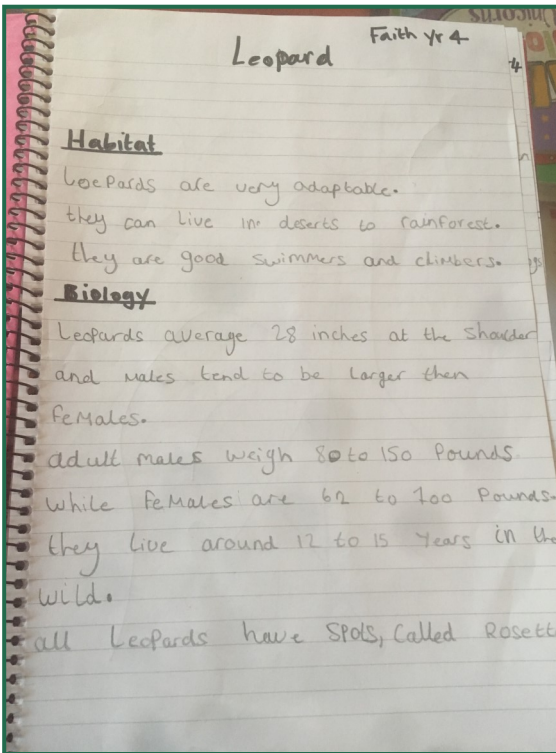 Faith yr 4
Leopard
4
Habitat
Loepards are very adaptable.
they can Live in deserts to rainforest.
they are good swimmers and climbers.
Biology
Leopards average 28 inches at the Shoulder
and Males tend to be Larger then
feMales.
adult males weigh 80 to 150 Pounds
while feMales are 62 to 100 Pounds.
they live around 12 to 15 Years in the
wild.
all Leopards have SPots, Called Rosett